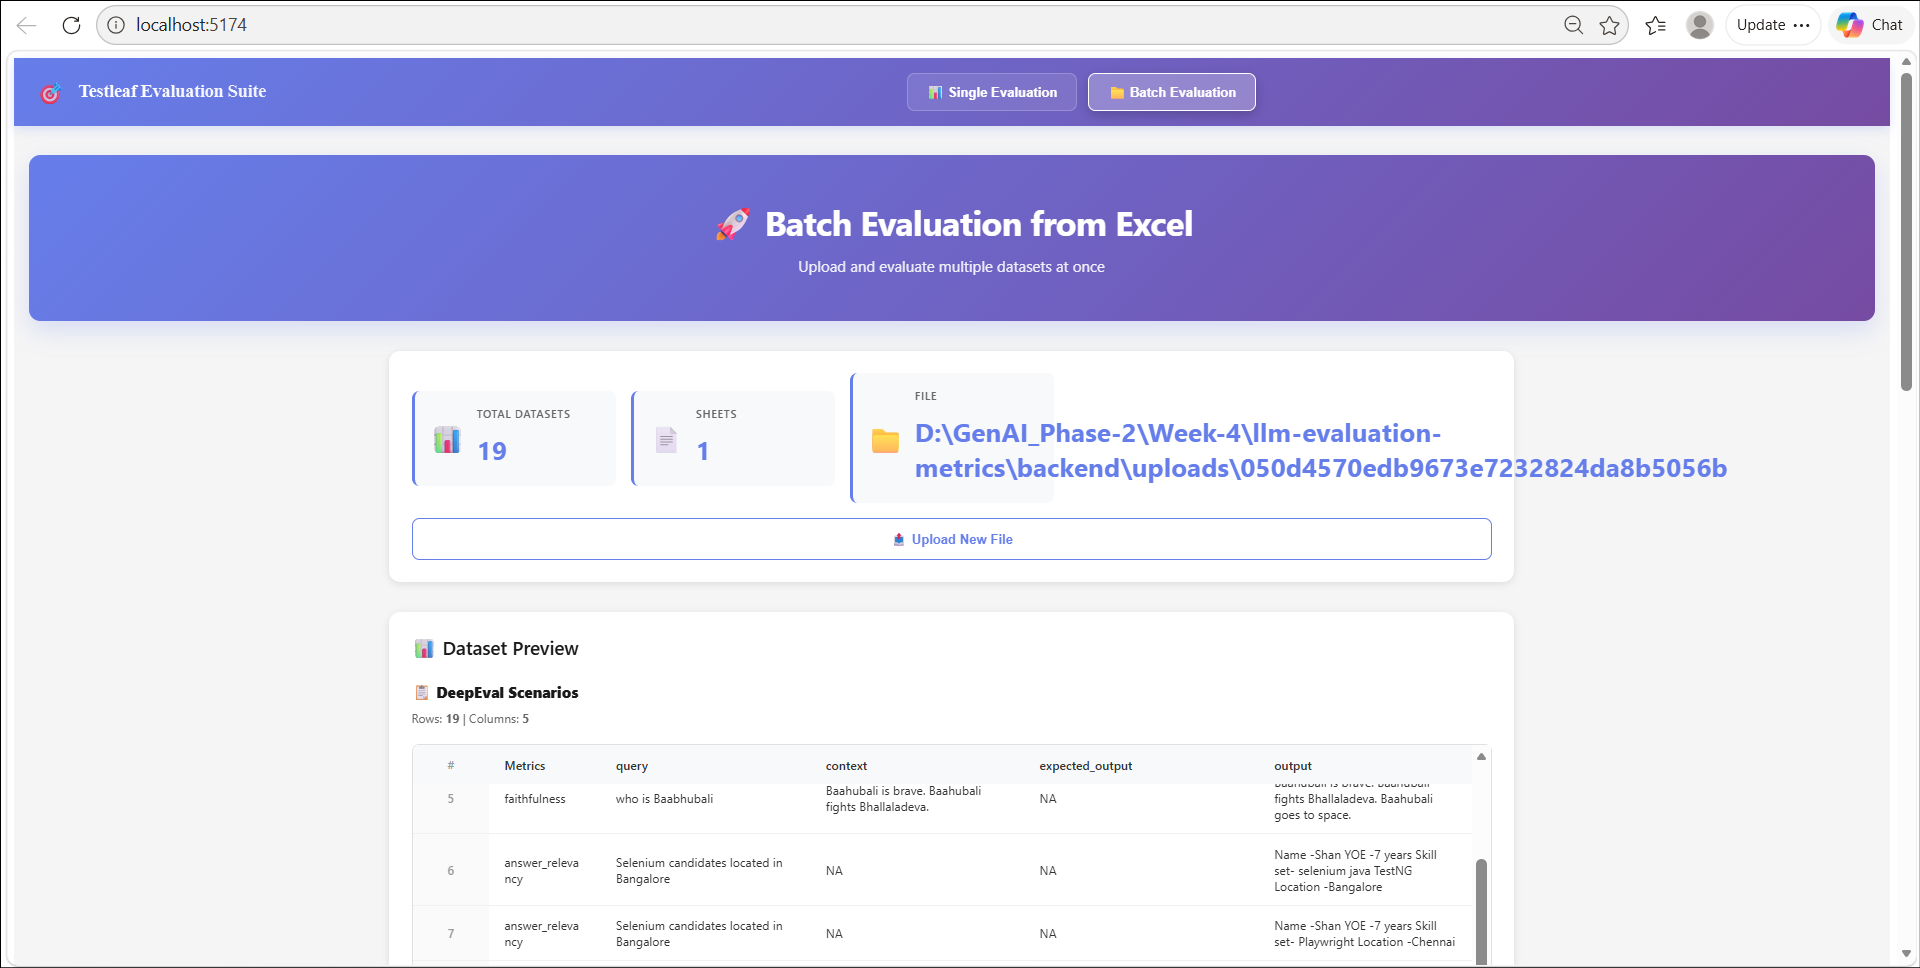 localhost:5174
Update
Chat
Testleaf Evaluation Suite
Single Evaluation
Batch Evaluation
Batch Evaluation from Excel
Upload and evaluate multiple datasets at once
TOTAL DATASETS
19
SHEETS
1
FILE
D:\GenAI_Phase-2\Week-4\llm-evaluation-
metrics\backend\uploads\050d4570edb9673e7232824da8b5056b
Upload New File
Dataset Preview
DeepEval Scenarios
Rows: 19 | Columns: 5
# Metrics query context expected_output output
5 faithfulness who is Baabhubali
Baahubali is brave. Baahubali
fights Bhallaladeva.
NA
Baahubali is brave. Baahubali
fights Bhallaladeva. Baahubali
goes to space.
6
answer_releva
ncy
Selenium candidates located in
Bangalore
NA
NA
Name -Shan YOE -7 years Skill
set- selenium java TestNG
Location -Bangalore
7
answer_releva
ncy
Selenium candidates located in
Bangalore
NA
NA
Name -Shan YOE -7 years Skill
set- Playwright Location -Chennai